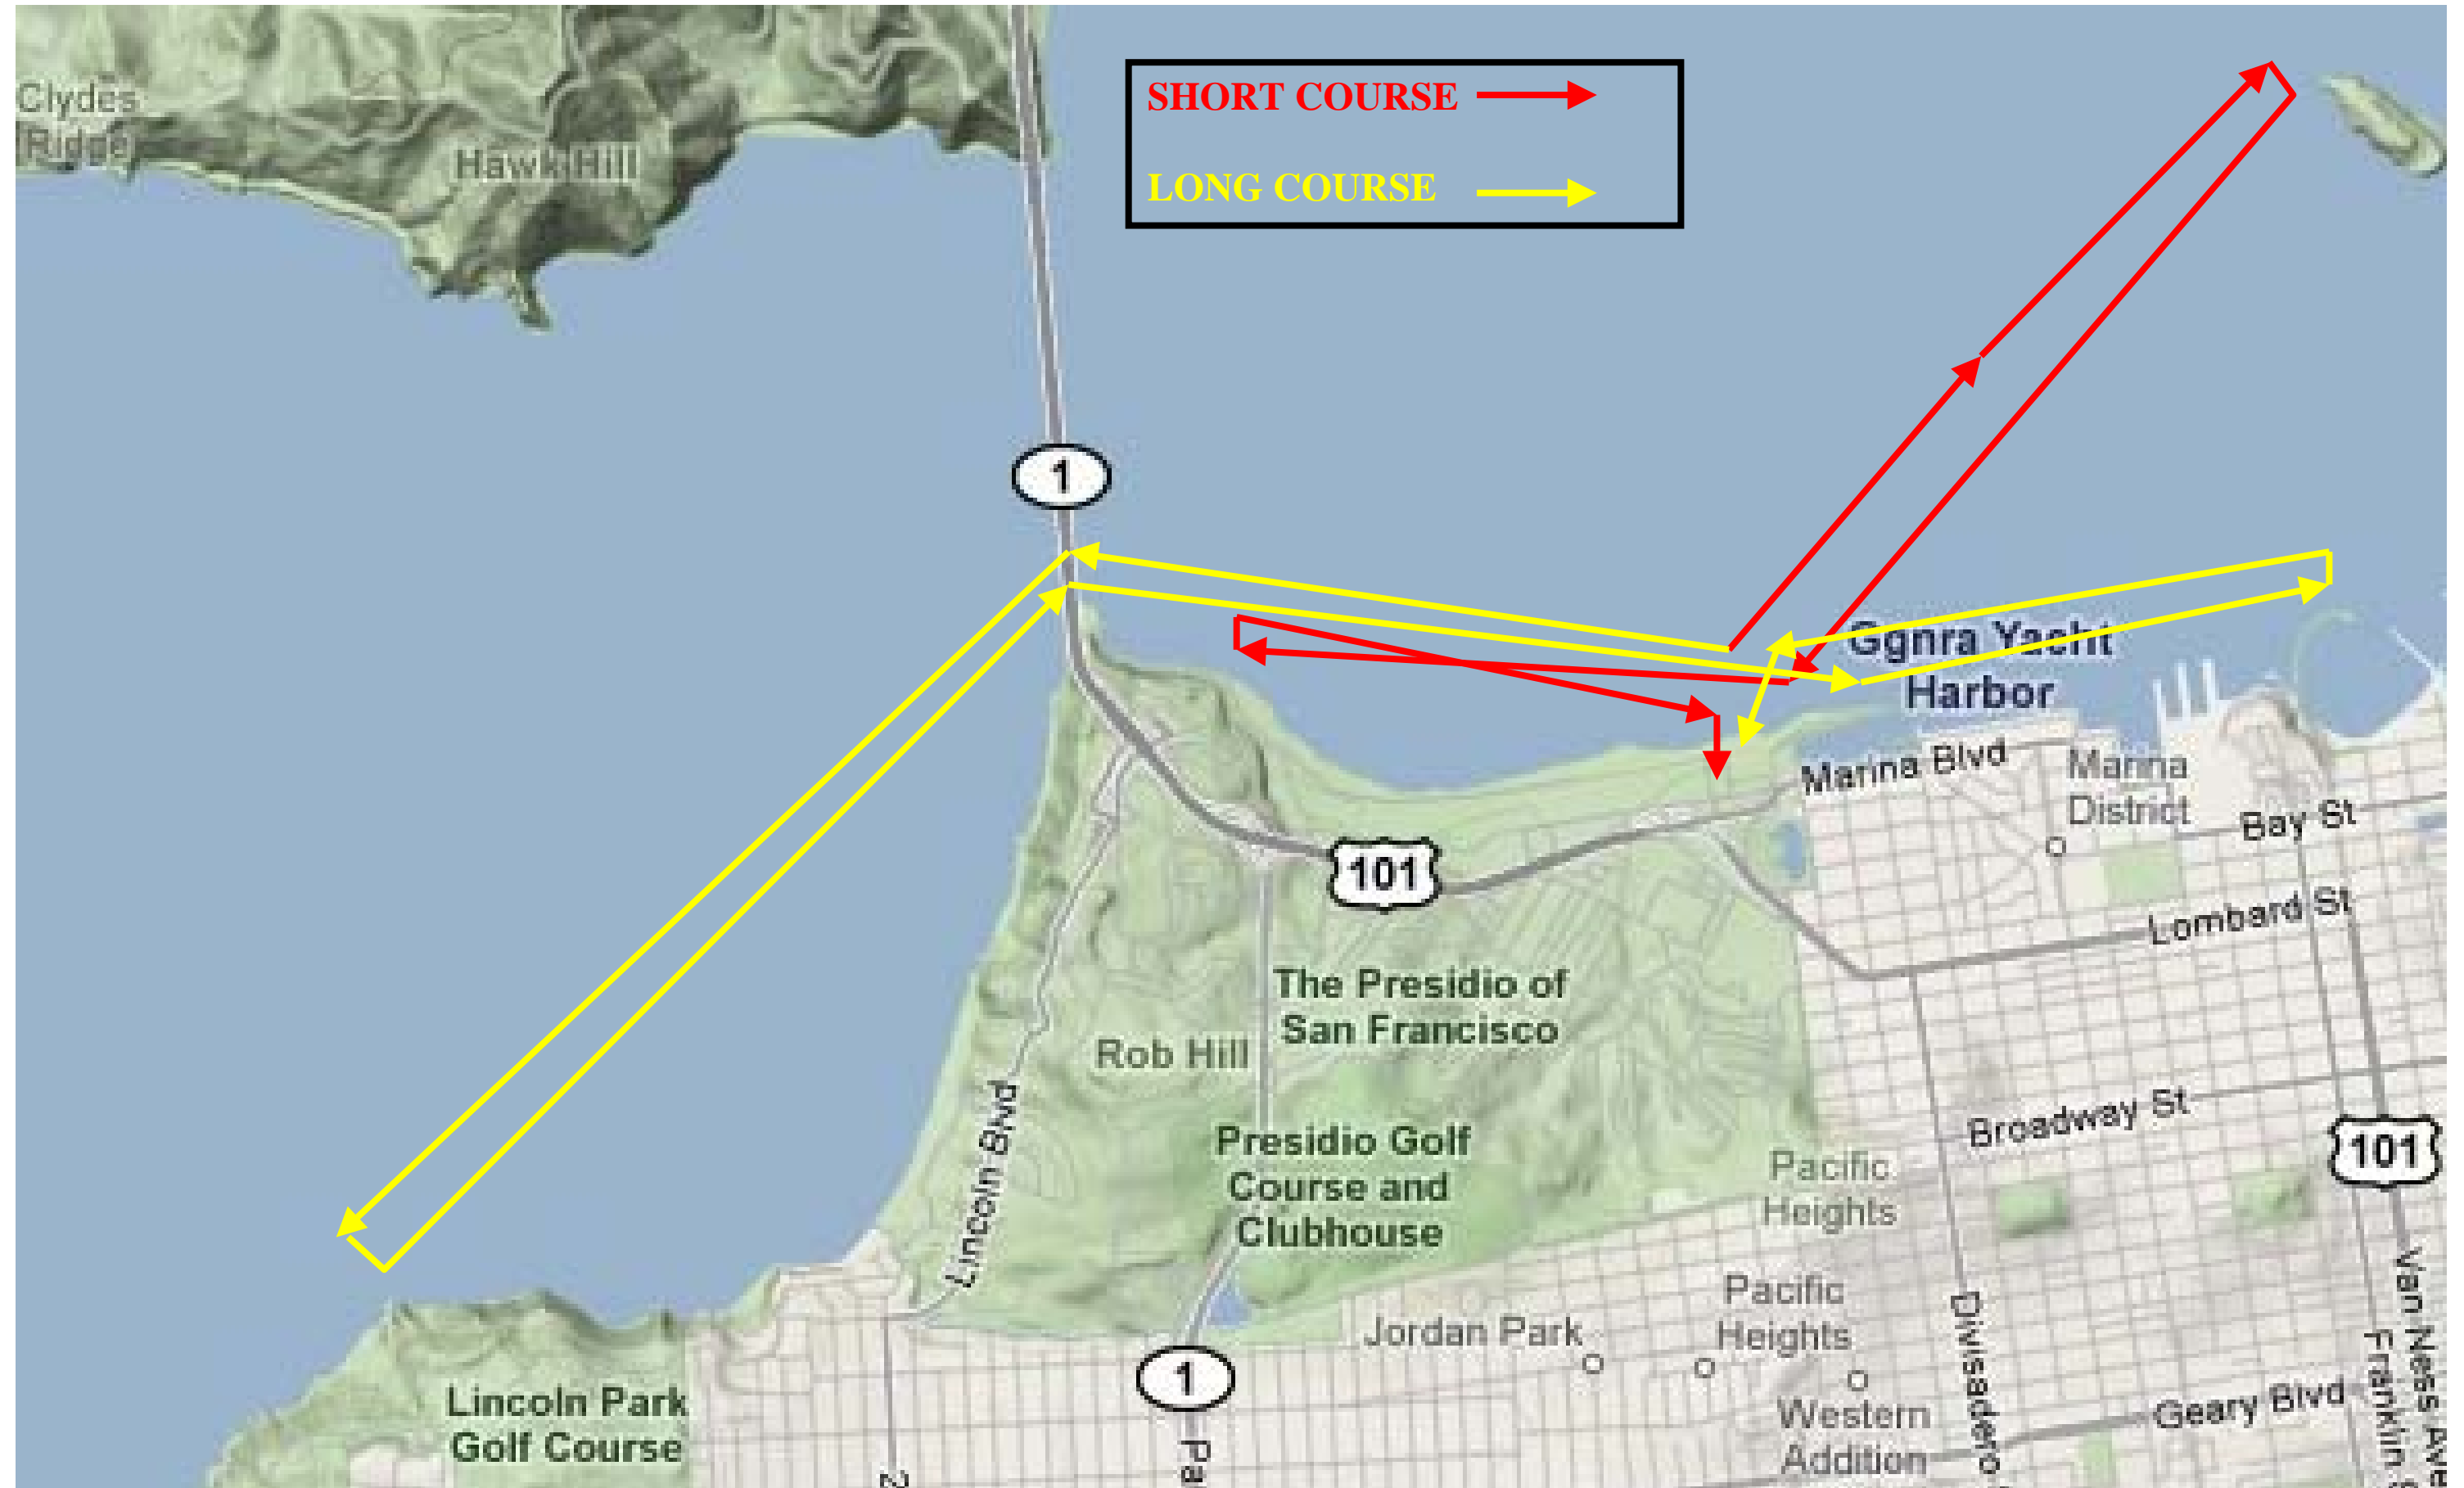 SHORT COURSE
LONG COURSE
Clydes
Ridge
Hawk Hill
1
Ggnra Yacht
Harbor
Marina Blvd
Marina
District
Bay St
101
Lombard St
The Presidio of
San Francisco
Rob Hill
Lincoln Blvd
Broadway St
Presidio Golf
Course and
Clubhouse
101
Pacific
Heights
Pacific
Heights
Jordan Park
Divisadero
Van Ness Ave
Franklin
1
Lincoln Park
Golf Course
Geary Blvd
Western
Addition
2
Pa